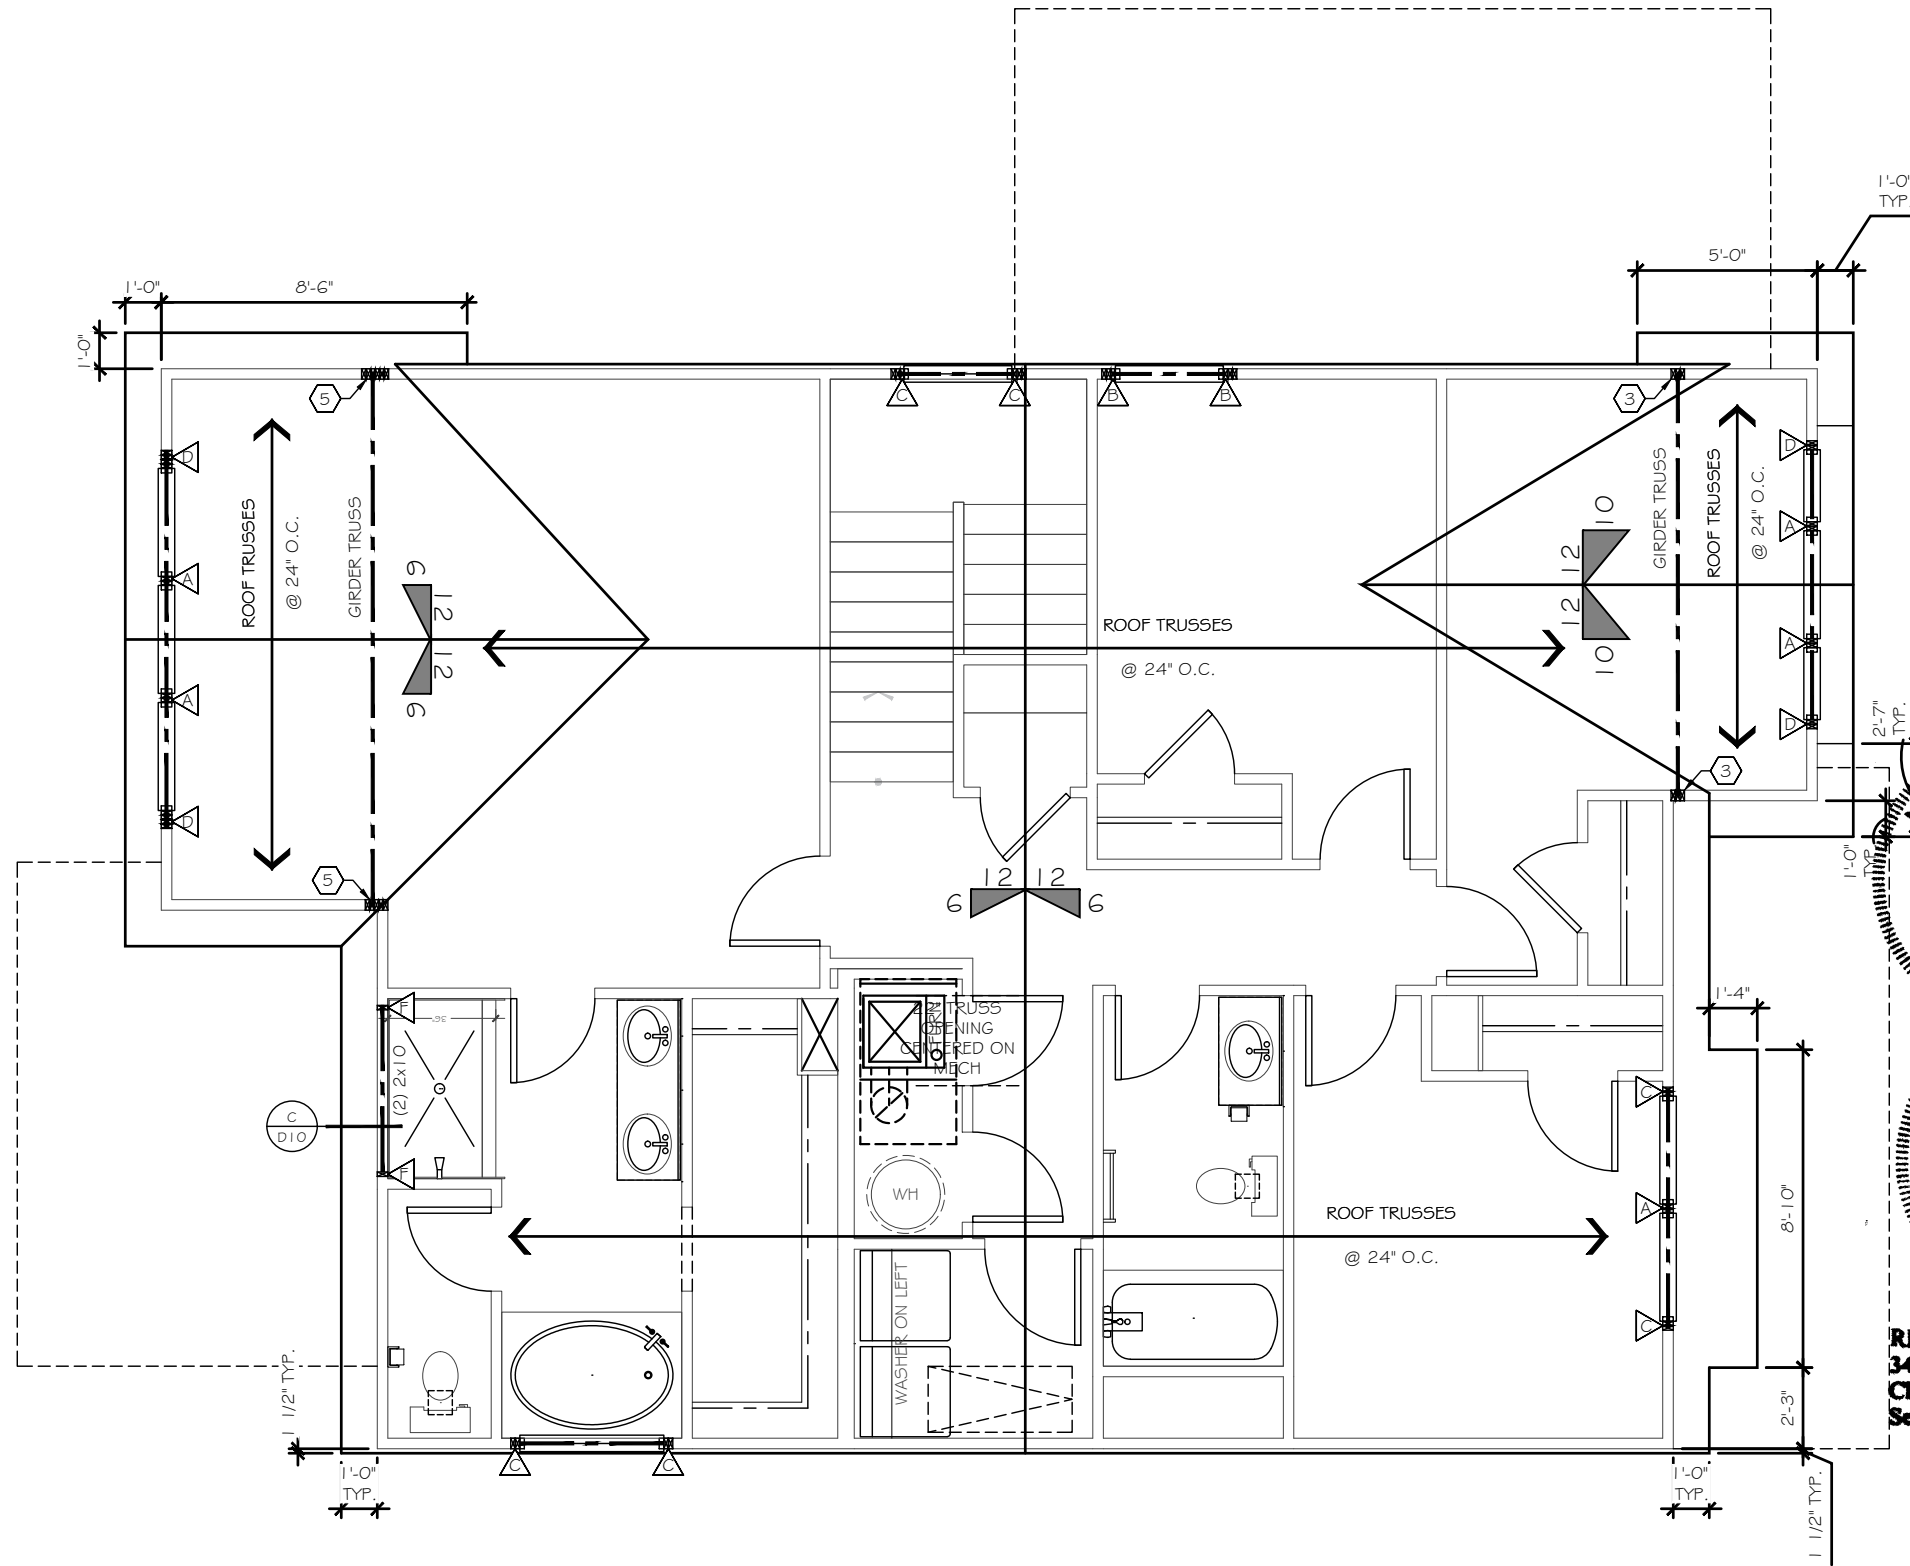 1'-0"
TYP.
5'-0"
1'-0"
8'-6"
1'-0"
5
C
C
B
B
3
D
D
ROOF TRUSSES
@ 24" O.C.
GIRDER TRUSS
GIRDER TRUSS
ROOF TRUSSES
@ 24" O.C.
10
12
12
10
A
A
6
12
12
6
A
A
ROOF TRUSSES
@ 24" O.C.
D
D
2'-7"
TYP.
3
5
12
12
6
6
1'-0"
TYP.
F
36"
22" TRUSS
OPENING
CENTERED ON
MECH
1'-4"
(2) 2x10
C
D10
F
C
WH
A
ROOF TRUSSES
@ 24" O.C.
8'-10"
WASHER ON LEFT
C
1 1/2" TYP.
2'-3"
C
C
1'-0"
TYP.
1'-0"
TYP.
1 1/2" TYP.